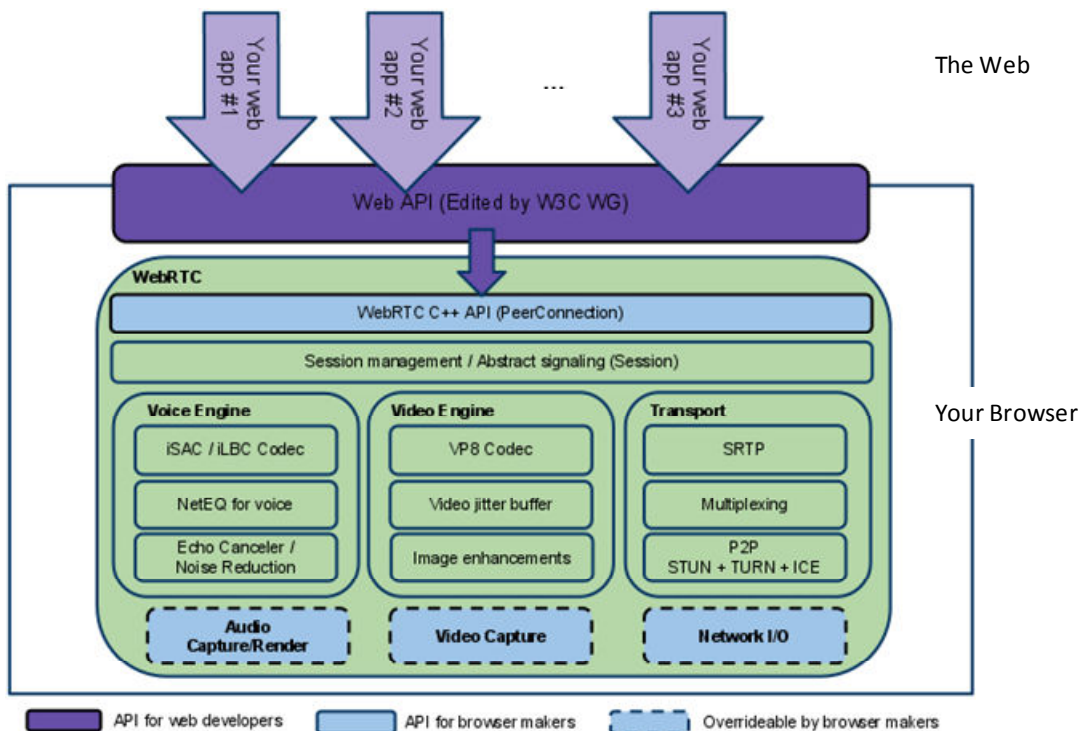 Your web
app #1
Your web
app #2
...
Your web
app #3
The Web
Web API (Edited by W3C WG)
WebRTC
WebRTC C++ API (PeerConnection)
Session management / Abstract signaling (Session)
Your Browser
Voice Engine
iSAC / iLBC Codec
NetEQ for voice
Echo Canceler /
Noise Reduction
Video Engine
VP8 Codec
Video jitter buffer
Image enhancements
Transport
SRTP
Multiplexing
P2P
STUN + TURN + ICE
Audio
Capture/Render
Video Capture
Network I/O
API for web developers
API for browser makers
Overrideable by browser makers